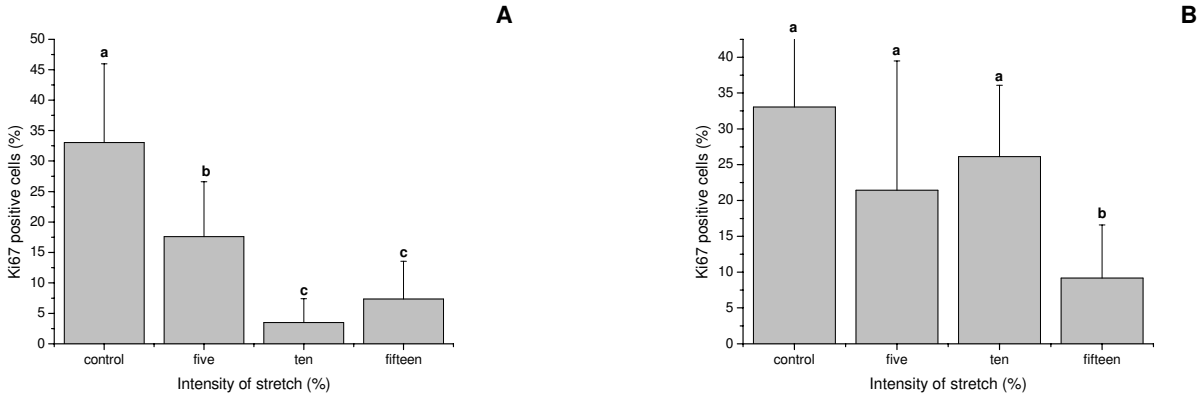 A
50
45
40
35
30
25
20
15
10
5
0
Ki67 positive cells (%)
a
b
c
c
control five ten fifteen
Intensity of stretch (%)
B
40
35
30
25
20
15
10
5
0
Ki67 positive cells (%)
a
a
a
b
control five ten fifteen
Intensity of stretch (%)